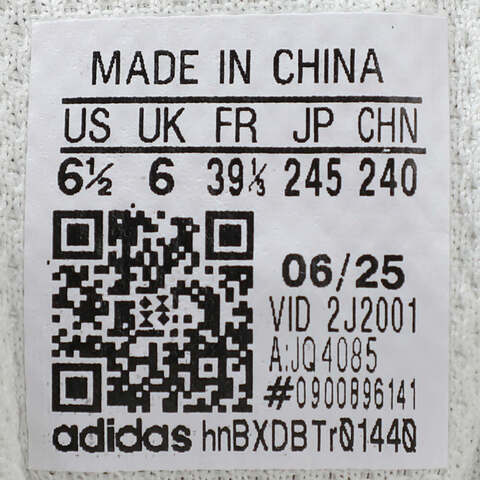 MADE IN CHINA
US UK FR JP CHN
6½ 6 39⅓ 245 240
06/25
VID 2J2001
A:JQ4085
#0900896141
adidas hnBXDBTr01440